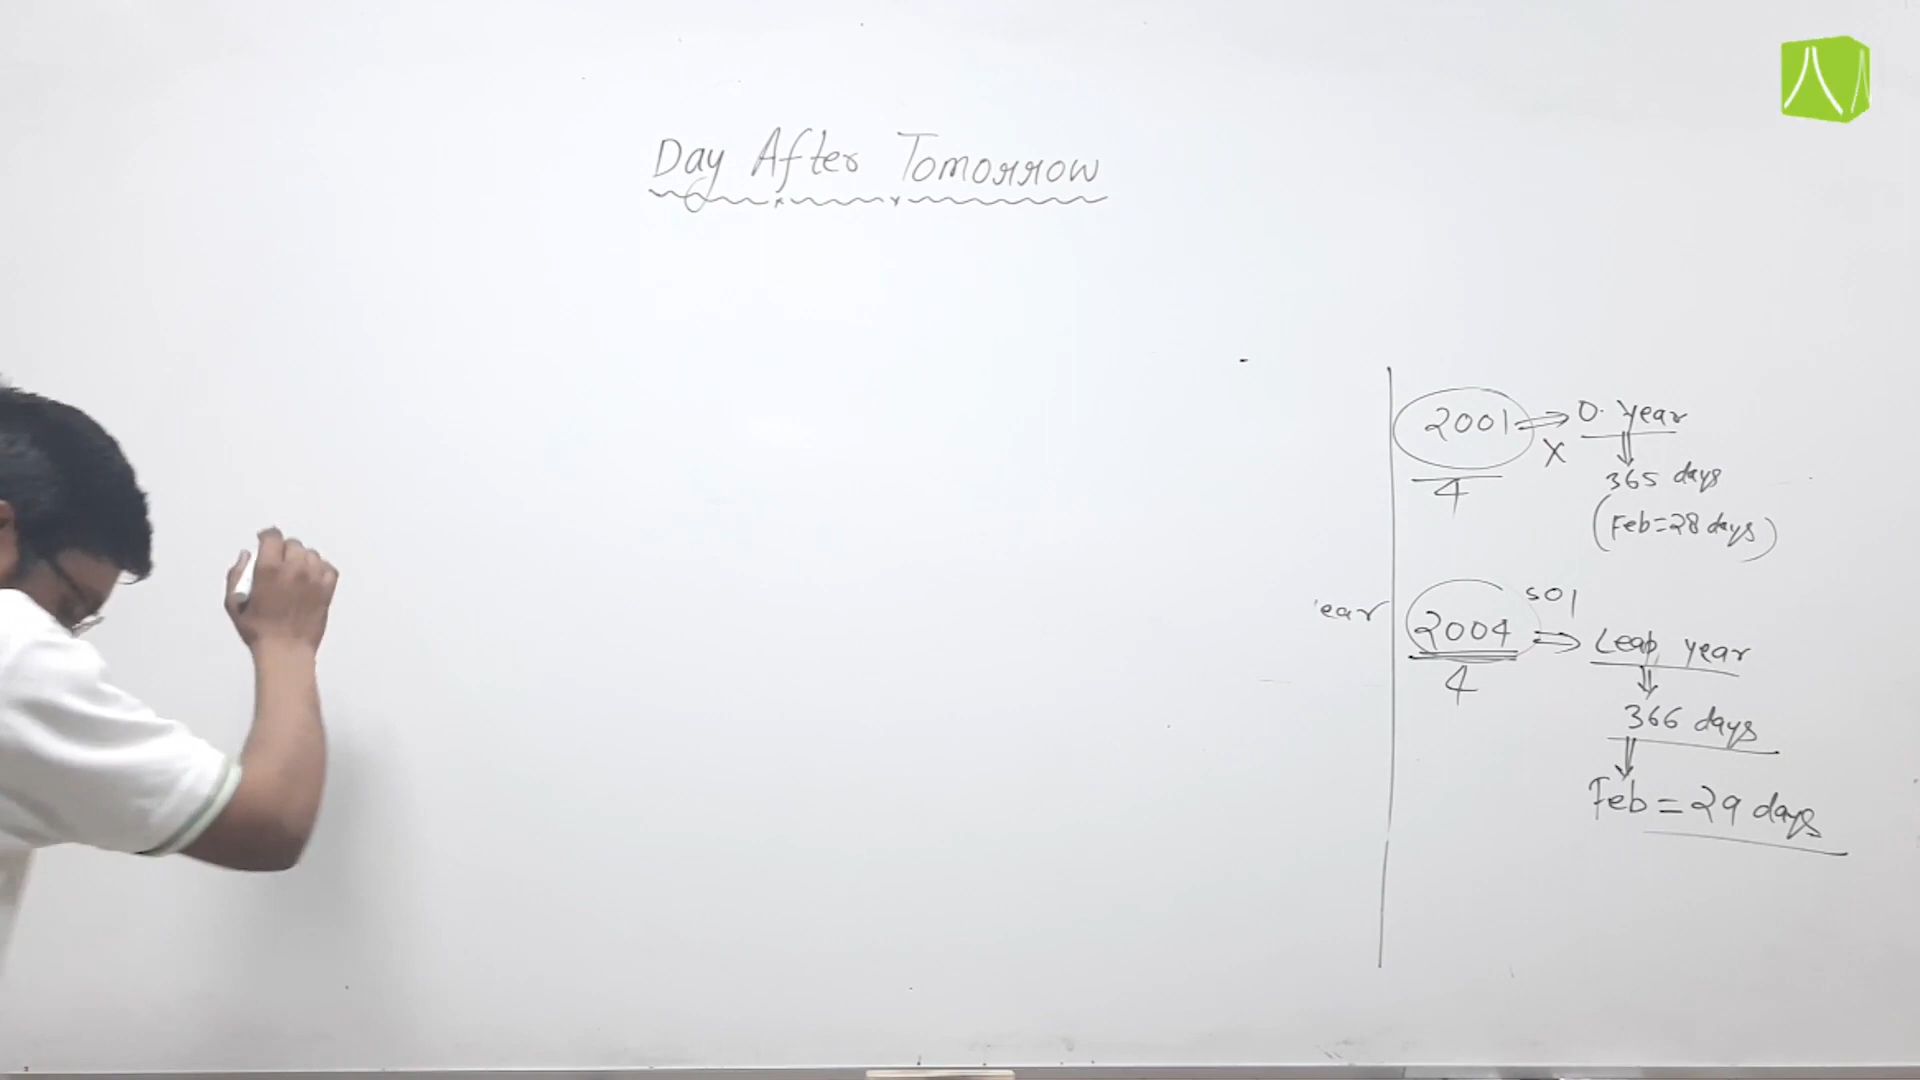 Day After Tomorrow
2001 ⇒ O. Year
X
4
365 days
(Feb=28 days)
ear
2004 ⇒ Leap Year
4
366 days
Feb = 29 days